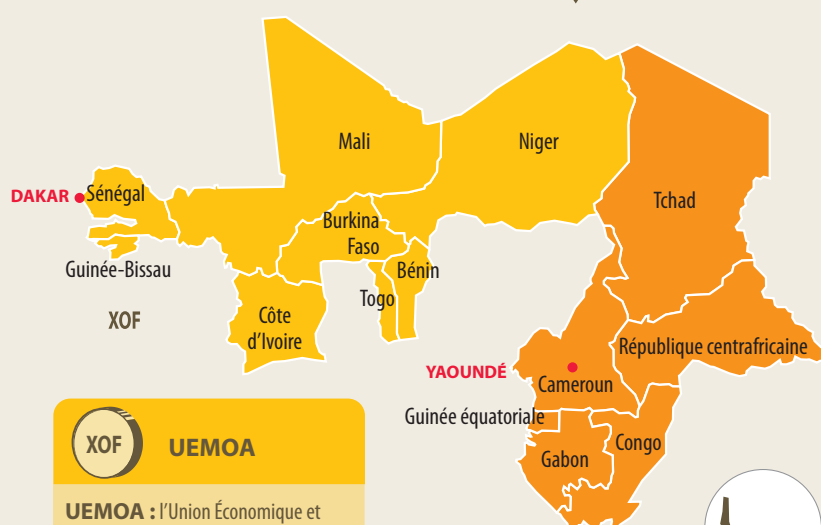 Mali
Niger
Tchad
DAKAR
Sénégal
Burkina
Faso
Guinée-Bissau
Bénin
Togo
XOF
Côte
d'Ivoire
République centrafricaine
YAOUNDÉ
Cameroun
Guinée équatoriale
Congo
Gabon
XOF
UEMOA
UEMOA : l'Union Économique et